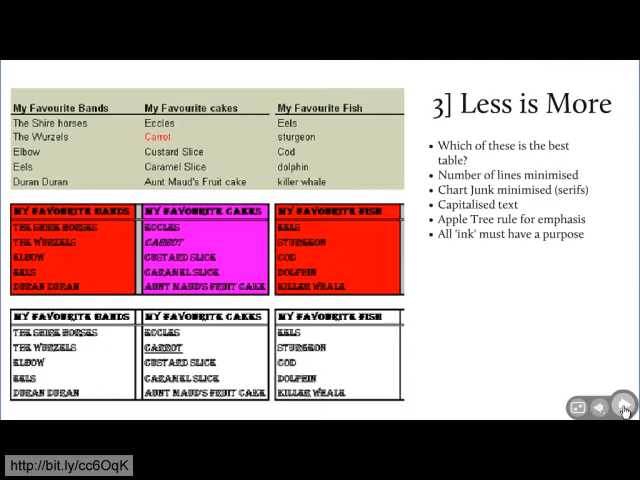 3] Less is More
My Favourite Bands My Favourite cakes My Favourite Fish
The Shire horses Eccles Eels
The Wurzels Carrot sturgeon
Elbow Custard Slice Cod
Eels Caramel Slice dolphin
Duran Duran Aunt Maud's Fruit cake killer whale
MY FAVOURITE BANDS MY FAVOURITE CAKES MY FAVOURITE FISH
THE SHIRE HORSES ECCLES EELS
THE WURZELS CARROT STURGEON
ELBOW CUSTARD SLICE COD
EELS CARAMEL SLICE DOLPHIN
DURAN DURAN AUNT MAUD'S FRUIT CAKE KILLER WHALE
MY FAVOURITE BANDS MY FAVOURITE CAKES MY FAVOURITE FISH
THE SHIRE HORSES ECCLES EELS
THE WURZELS CARROT STURGEON
ELBOW CUSTARD SLICE COD
EELS CARAMEL SLICE DOLPHIN
DURAN DURAN AUNT MAUD'S FRUIT CAKE KILLER WHALE
• Which of these is the best
table?
• Number of lines minimised
• Chart Junk minimised (serifs)
• Capitalised text
• Apple Tree rule for emphasis
• All 'ink' must have a purpose
http://bit.ly/cc6OqK